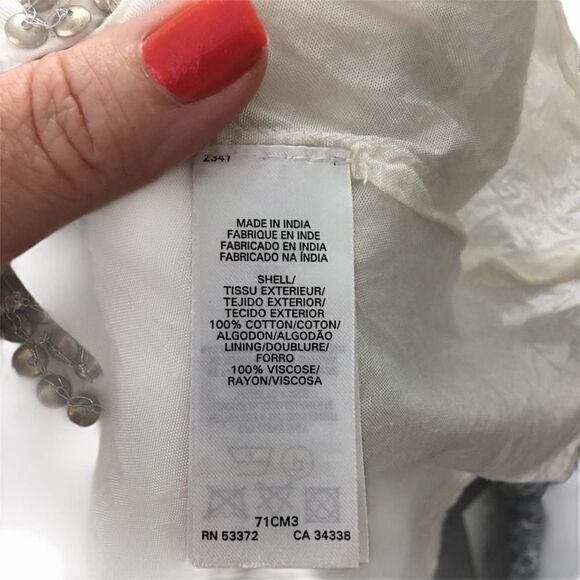 2341
MADE IN INDIA
FABRIQUE EN INDE
FABRICADO EN INDIA
FABRICADO NA ÍNDIA
SHELL/
TISSU EXTERIEUR/
TEJIDO EXTERIOR/
TECIDO EXTERIOR
100% COTTON/COTON/
ALGODON/ALGODÃO
LINING/DOUBLURE/
FORRO
100% VISCOSE/
RAYON/VISCOSA
71CM3
RN 53372 CA 34338